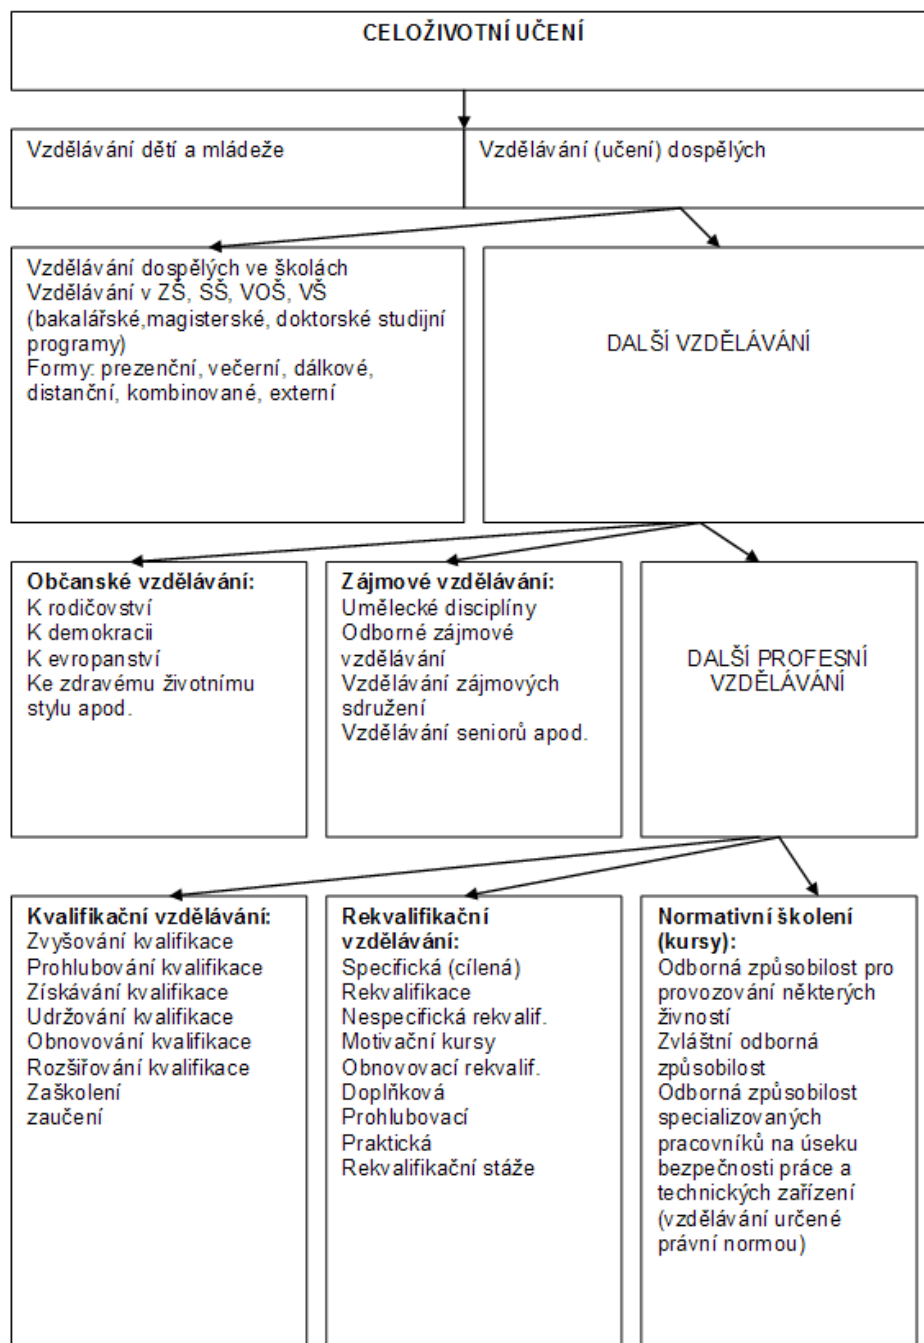 CELOŽIVOTNÍ UČENÍ
Vzdělávání dětí a mládeže
Vzdělávání (učení) dospělých
Vzdělávání dospělých ve školách
Vzdělávání v ZŠ, SŠ, VOŠ, VŠ
(bakalářské,magisterské, doktorské studijní
programy)
Formy: prezenční, večerní, dálkové,
distanční, kombinované, externí
DALŠÍ VZDĚLÁVÁNÍ
Občanské vzdělávání:
K rodičovství
K demokracii
K evropanství
Ke zdravému životnímu
stylu apod.
Zájmové vzdělávání:
Umělecké disciplíny
Odborné zájmové
vzdělávání
Vzdělávání zájmových
sdružení
Vzdělávání seniorů apod.
DALŠÍ PROFESNÍ
VZDĚLÁVÁNÍ
Kvalifikační vzdělávání:
Zvyšování kvalifikace
Prohlubování kvalifikace
Získávání kvalifikace
Udržování kvalifikace
Obnovování kvalifikace
Rozšiřování kvalifikace
Zaškolení
zaučení
Rekvalifikační
vzdělávání:
Specifická (cílená)
Rekvalifikace
Nespecifická rekvalif.
Motivační kursy
Obnovovací rekvalif.
Doplňková
Prohlubovací
Praktická
Rekvalifikační stáže
Normativní školení
(kursy):
Odborná způsobilost pro
provozování některých
živností
Zvláštní odborná
způsobilost
Odborná způsobilost
specializovaných
pracovníků na úseku
bezpečnosti práce a
technických zařízení
(vzdělávání určené
právní normou)